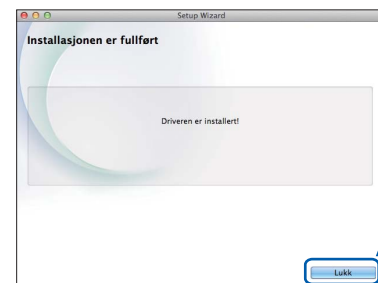 Setup Wizard
Installasjonen er fullført
Driveren er installert!
Lukk